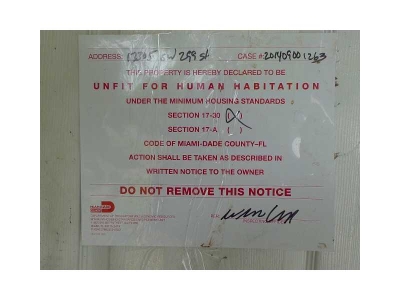 ADDRESS: SW 299 St CASE #: 20140900 1263
THIS PROPERTY IS HEREBY DECLARED TO BE
UNFIT FOR HUMAN HABITATION
UNDER THE MINIMUM HOUSING STANDARDS
SECTION 17-30 (X)
SECTION 17-A ( )
CODE OF MIAMI-DADE COUNTY-FL
ACTION SHALL BE TAKEN AS DESCRIBED IN
WRITTEN NOTICE TO THE OWNER
DO NOT REMOVE THIS NOTICE